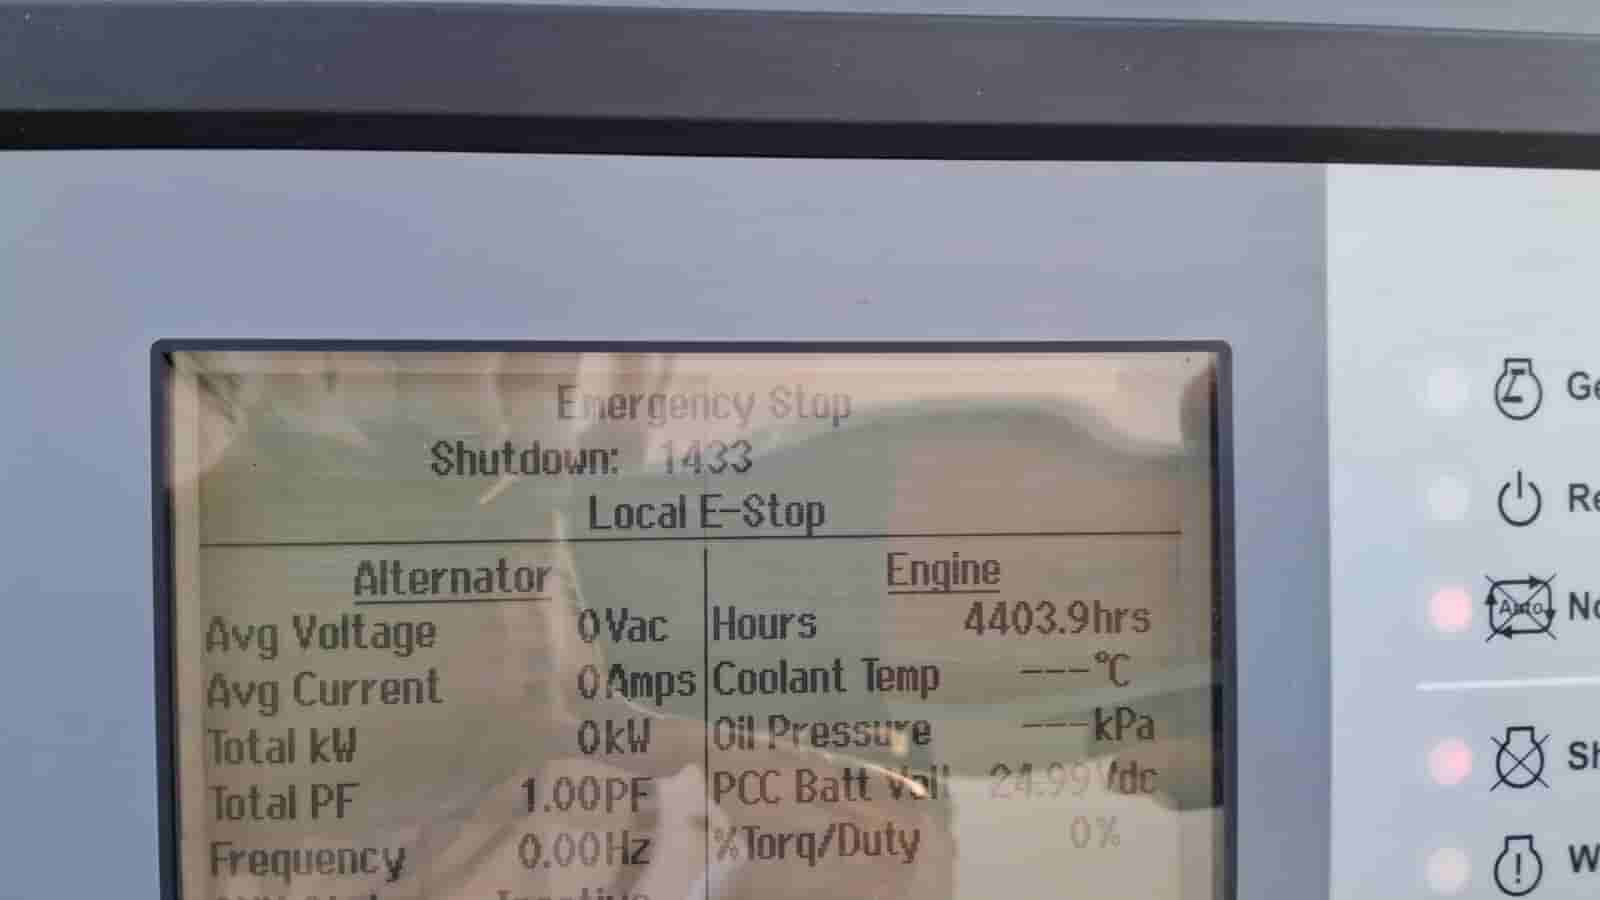 Emergency Stop
Shutdown: 1433
Local E-Stop
Alternator
Avg Voltage 0Vac
Avg Current 0Amps
Total kW 0kW
Total PF 1.00PF
Frequency 0.00Hz
Engine
Hours 4403.9hrs
Coolant Temp ---°C
Oil Pressure ---kPa
PCC Batt Volt 24.99Vdc
%Torq/Duty 0%
Auto